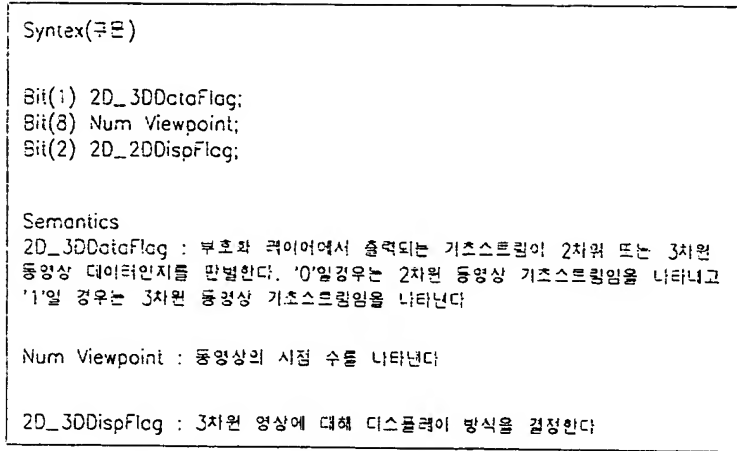 Syntex(구문)
Bit(1) 2D_3DDataFlag;
Bit(8) Num Viewpoint;
Bit(2) 2D_2DDispFlag;
Semantics
2D_3DDataFlag : 부호화 레이어에서 출력되는 기초스트림이 2차원 또는 3차원
동영상 데이터인지를 판별한다. '0'일경우는 2차원 동영상 기초스트림임을 나타내고
'1'일 경우는 3차원 동영상 기초스트림임을 나타낸다
Num Viewpoint : 동영상의 시점 수를 나타낸다
2D_3DDispFlag : 3차원 영상에 대해 디스플레이 방식을 결정한다